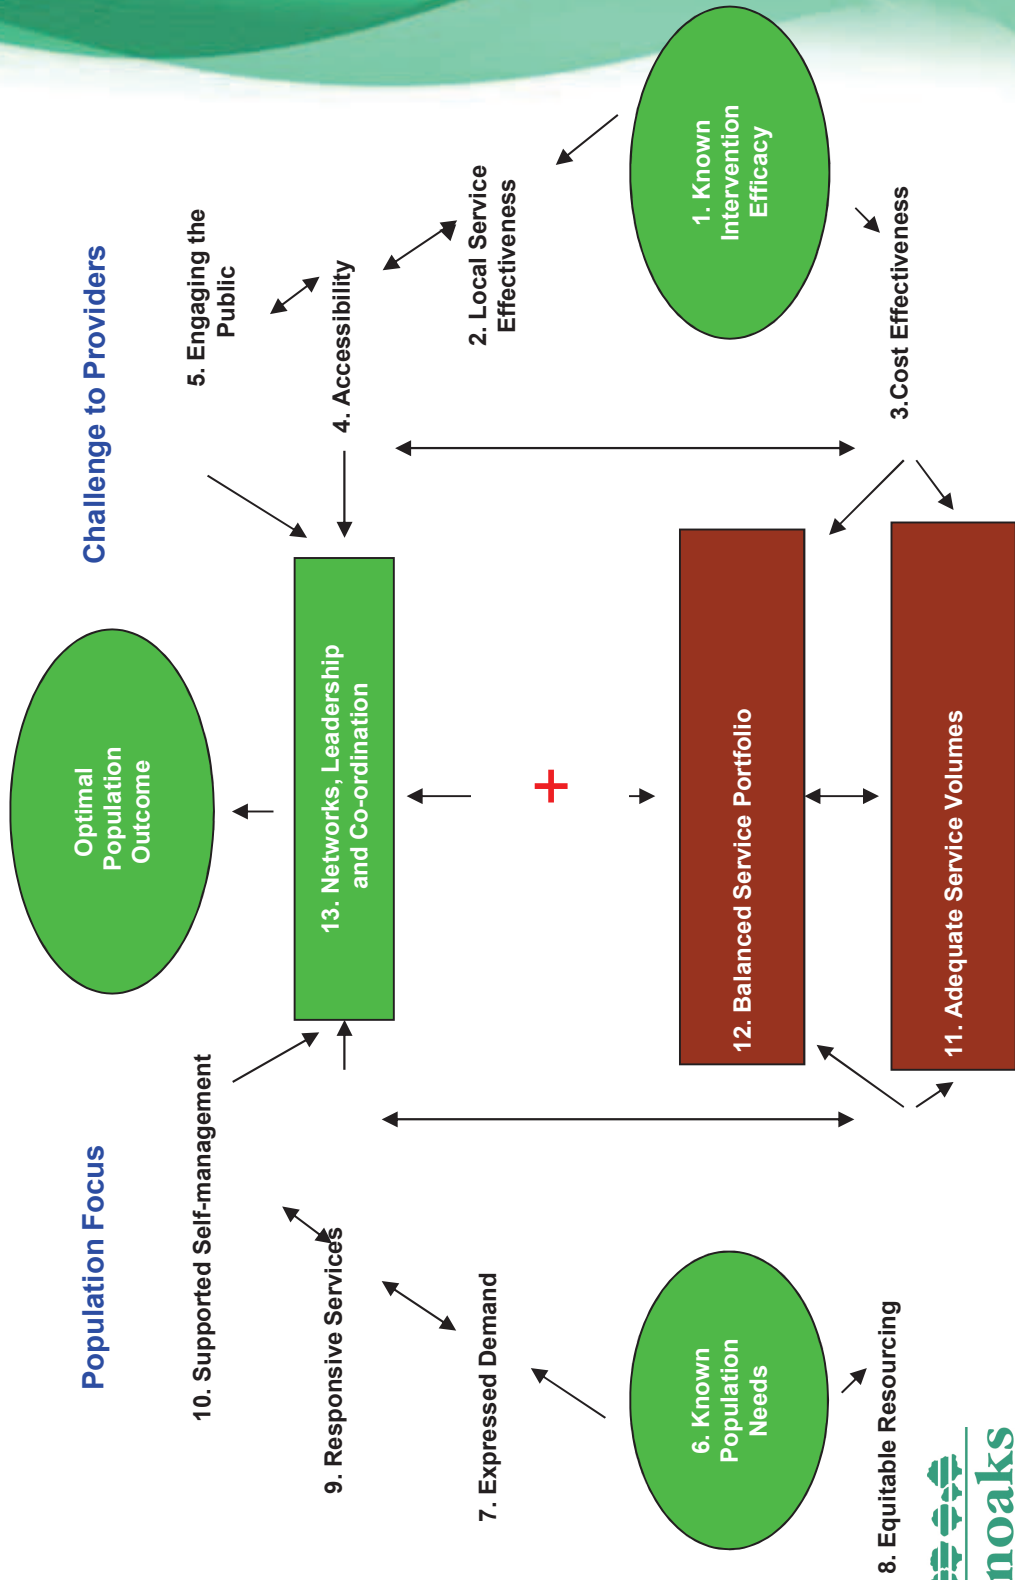 Population Focus
Challenge to Providers
Optimal
Population
Outcome
10. Supported Self-management
5. Engaging the
Public
9. Responsive Services
13. Networks, Leadership
and Co-ordination
4. Accessibility
7. Expressed Demand
2. Local Service
Effectiveness
+
6. Known
Population
Needs
12. Balanced Service Portfolio
1. Known
Intervention
Efficacy
8. Equitable Resourcing
3.Cost Effectiveness
11. Adequate Service Volumes
noaks